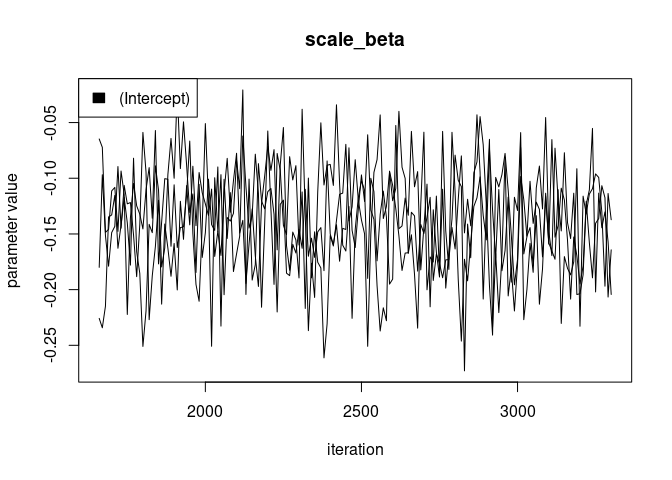 scale_beta
(Intercept)
-0.05
-0.10
-0.15
-0.20
-0.25
parameter value
2000
2500
3000
iteration